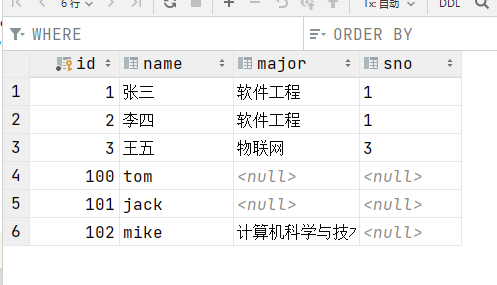 6 行 Tx: 自动 DDL
WHERE ORDER BY
id name major sno
1 1 张三 软件工程 1
2 2 李四 软件工程 1
3 3 王五 物联网 3
4 100 tom <null> <null>
5 101 jack <null> <null>
6 102 mike 计算机科学与技 <null>